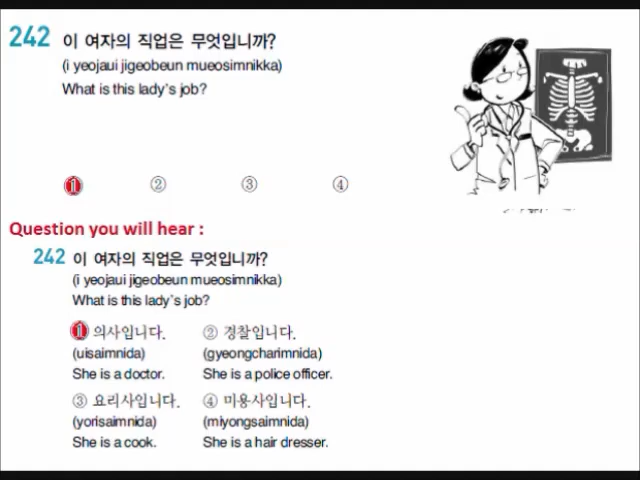 242 이 여자의 직업은 무엇입니까?
(i yeojaui jigeobeun mueosimnikka)
What is this lady's job?
① ② ③ ④
Question you will hear :
242 이 여자의 직업은 무엇입니까?
(i yeojaui jigeobeun mueosimnikka)
What is this lady's job?
① 의사입니다. ② 경찰입니다.
(uisaimnida) (gyeongcharimnida)
She is a doctor. She is a police officer.
③ 요리사입니다. ④ 미용사입니다.
(yorisaimnida) (miyongsaimnida)
She is a cook. She is a hair dresser.